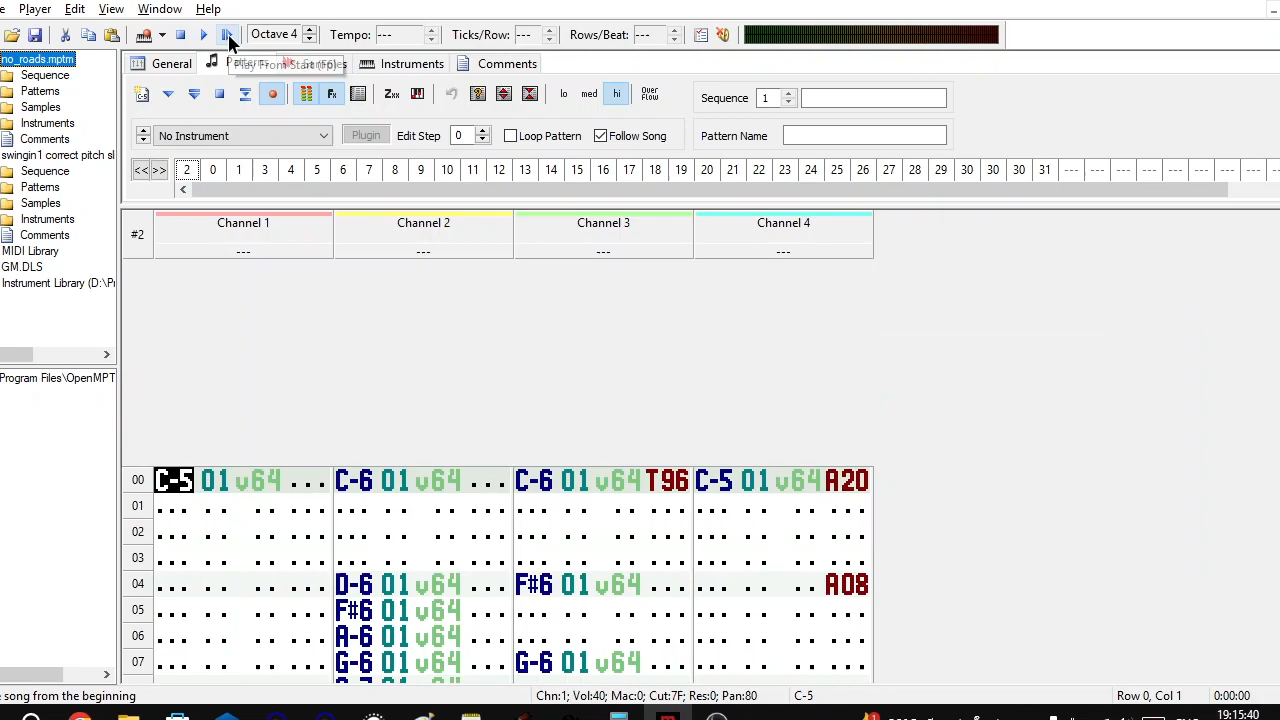 Player Edit View Window Help
Octave 4 Tempo: --- Ticks/Row: --- Rows/Beat: ---
no_roads.mptm
Sequence
Patterns
Samples
Instruments
Comments
swingin1 correct pitch sl
Sequence
Patterns
Samples
Instruments
Comments
MIDI Library
GM.DLS
Instrument Library (D:\Pr
Program Files\OpenMPT
General Instruments Comments
Play From Start (F5)
Zxx lo med hi Over Flow Sequence 1
No Instrument Plugin Edit Step 0 Loop Pattern Follow Song Pattern Name
<< >> 2 0 1 3 4 5 6 7 8 9 10 11 12 13 14 15 16 17 18 19 20 21 22 23 24 25 26 27 28 29 30 30 31 --- --- --- ---
#2 Channel 1 Channel 2 Channel 3 Channel 4
--- --- --- ---
00 C-5 01 v64 ... C-6 01 v64 ... C-6 01 v64 T96 C-5 01 v64 A20
01 ... .. .. ... ... .. .. ... ... .. .. ... ... .. .. ...
02 ... .. .. ... ... .. .. ... ... .. .. ... ... .. .. ...
03 ... .. .. ... ... .. .. ... ... .. .. ... ... .. .. ...
04 ... .. .. ... D-6 01 v64 ... F#6 01 v64 ... ... .. .. A08
05 ... .. .. ... F#6 01 v64 ... ... .. .. ... ... .. .. ...
06 ... .. .. ... A-6 01 v64 ... ... .. .. ... ... .. .. ...
07 ... .. .. ... G-6 01 v64 ... G-6 01 v64 ... ... .. .. ...
song from the beginning Chn:1; Vol:40; Mac:0; Cut:7F; Res:0; Pan:80 C-5 Row 0, Col 1 0:00:00
19:15:40